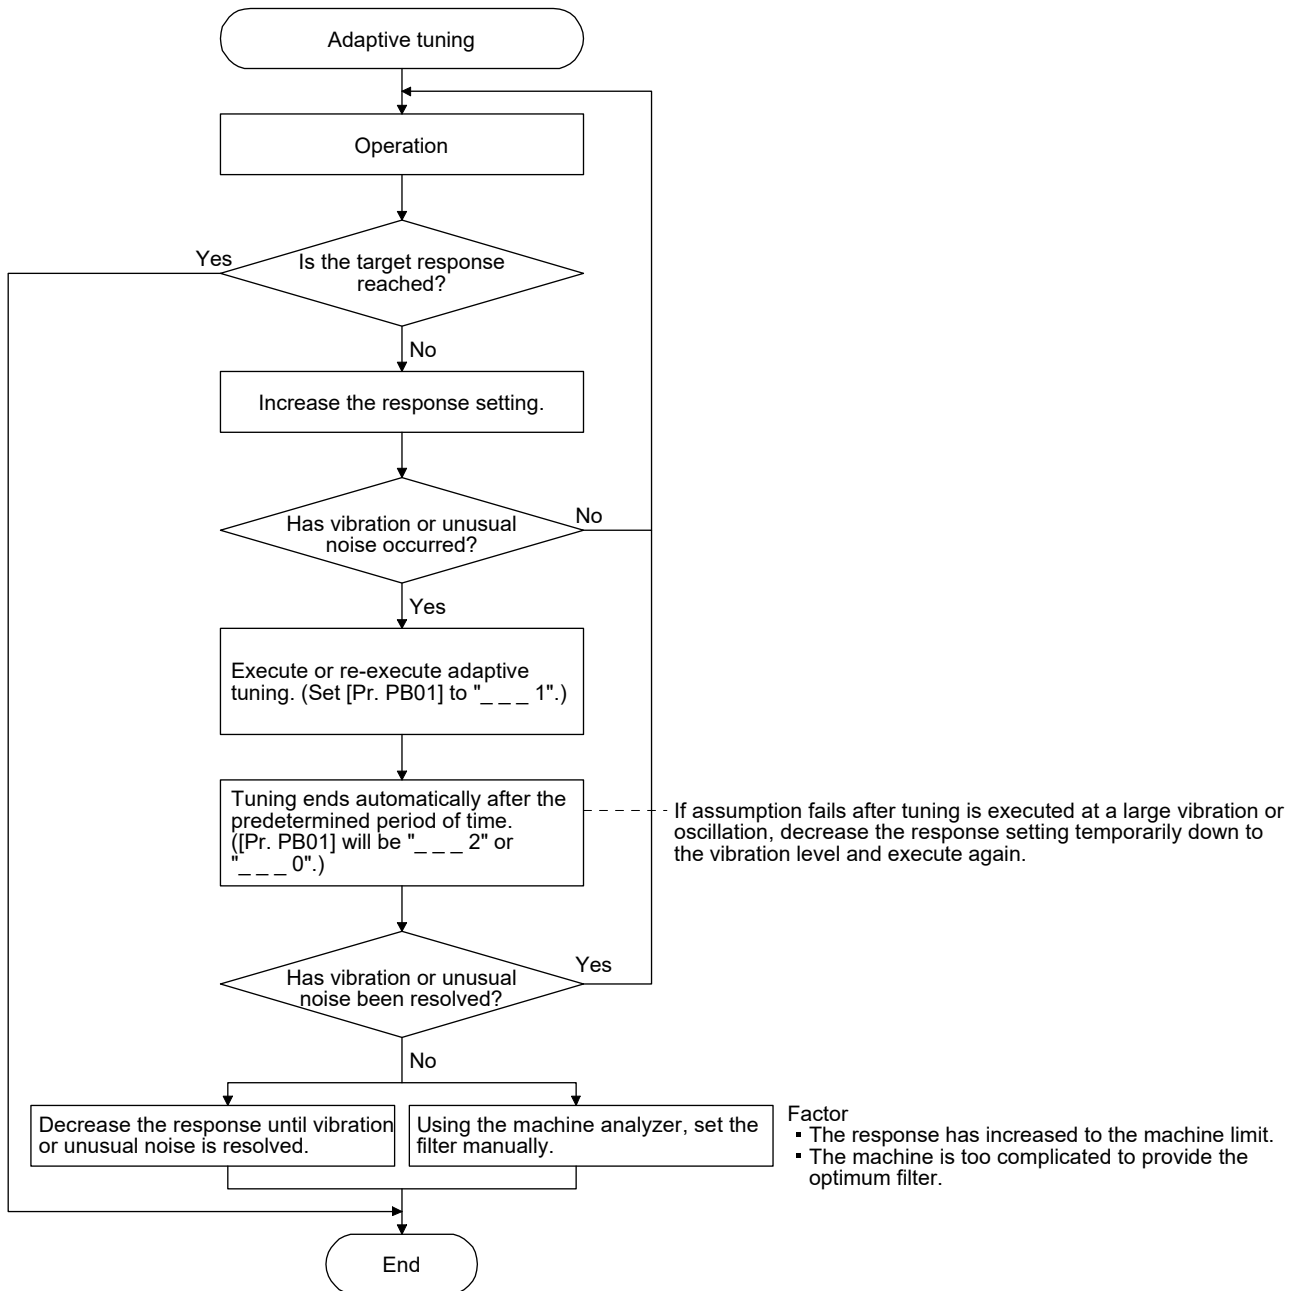 Adaptive tuning
Operation
Yes
Is the target response
reached?
No
Increase the response setting.
Has vibration or unusual
noise occurred?
No
Yes
Execute or re-execute adaptive
tuning. (Set [Pr. PB01] to "_ _ _ 1".)
Tuning ends automatically after the
predetermined period of time.
([Pr. PB01] will be "_ _ _ 2" or
"_ _ _ 0".)
If assumption fails after tuning is executed at a large vibration or
oscillation, decrease the response setting temporarily down to
the vibration level and execute again.
Has vibration or unusual
noise been resolved?
Yes
No
Decrease the response until vibration
or unusual noise is resolved.
Using the machine analyzer, set the
filter manually.
Factor
▪ The response has increased to the machine limit.
▪ The machine is too complicated to provide the
optimum filter.
End